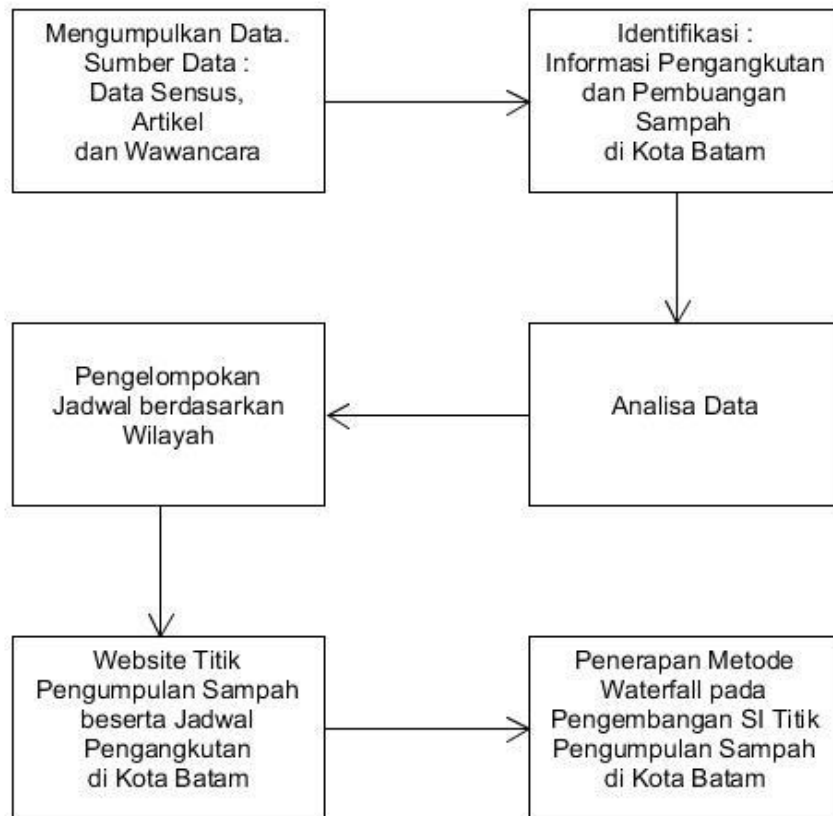 Mengumpulkan Data.
Sumber Data :
Data Sensus,
Artikel
dan Wawancara
Identifikasi :
Informasi Pengangkutan
dan Pembuangan
Sampah
di Kota Batam
Analisa Data
Pengelompokan
Jadwal berdasarkan
Wilayah
Website Titik
Pengumpulan Sampah
beserta Jadwal
Pengangkutan
di Kota Batam
Penerapan Metode
Waterfall pada
Pengembangan SI Titik
Pengumpulan Sampah
di Kota Batam